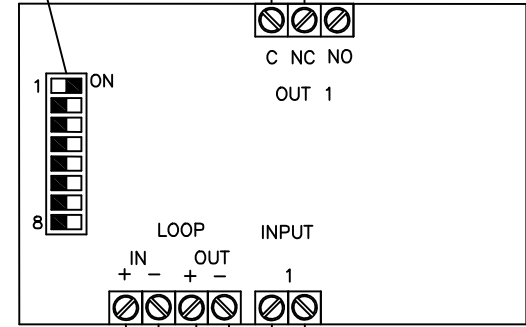 C NC NO
1 ON
OUT 1
8
LOOP INPUT
IN OUT
+ − + − 1